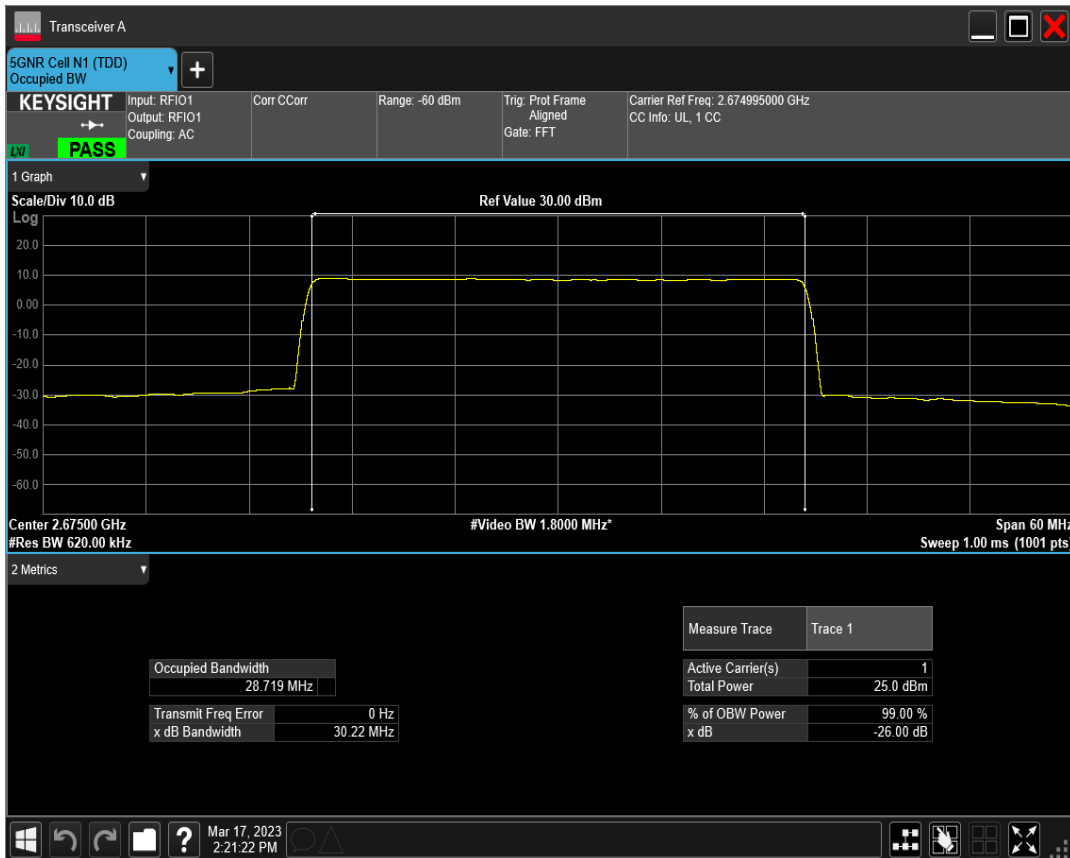 Transceiver A
5GNR Cell N1 (TDD)
Occupied BW
KEYSIGHT
LXI
PASS
Input: RFIO1
Output: RFIO1
Coupling: AC
Corr CCorr
Range: -60 dBm
Trig: Prot Frame
Aligned
Gate: FFT
Carrier Ref Freq: 2.674995000 GHz
CC Info: UL, 1 CC
1 Graph
Scale/Div 10.0 dB
Ref Value 30.00 dBm
Log
20.0
10.0
0.00
-10.0
-20.0
-30.0
-40.0
-50.0
-60.0
Center 2.67500 GHz
#Video BW 1.8000 MHz*
Span 60 MHz
#Res BW 620.00 kHz
Sweep 1.00 ms (1001 pts)
2 Metrics
Measure Trace Trace 1
Occupied Bandwidth
28.719 MHz
Transmit Freq Error 0 Hz
x dB Bandwidth 30.22 MHz
Active Carrier(s) 1
Total Power 25.0 dBm
% of OBW Power 99.00 %
x dB -26.00 dB
?
Mar 17, 2023
2:21:22 PM